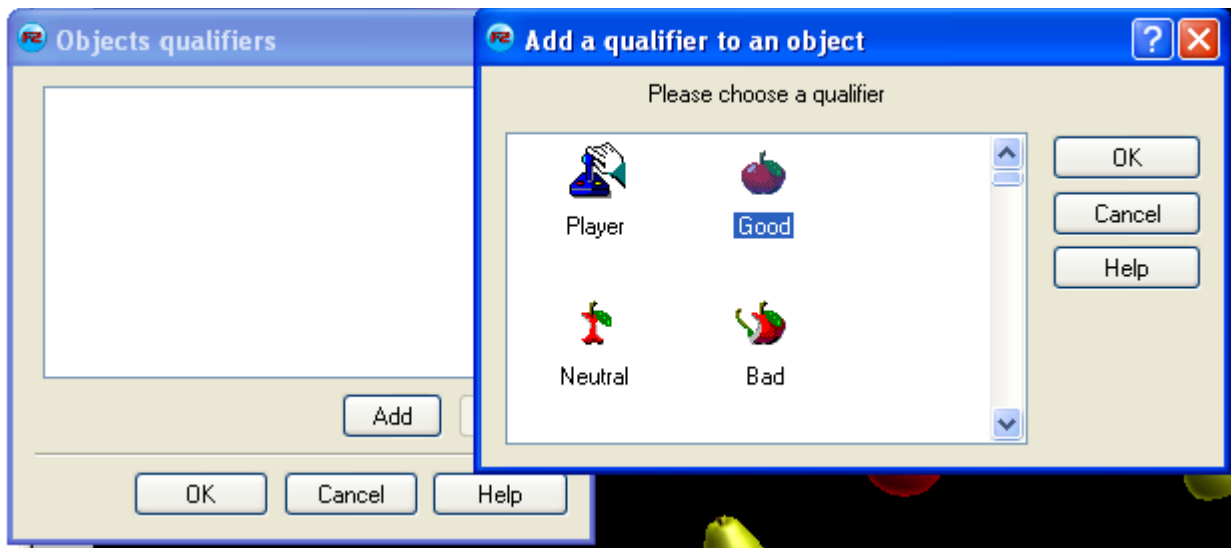 Objects qualifiers
Add
OK Cancel Help
Add a qualifier to an object
Please choose a qualifier
Player Good
Neutral Bad
OK
Cancel
Help